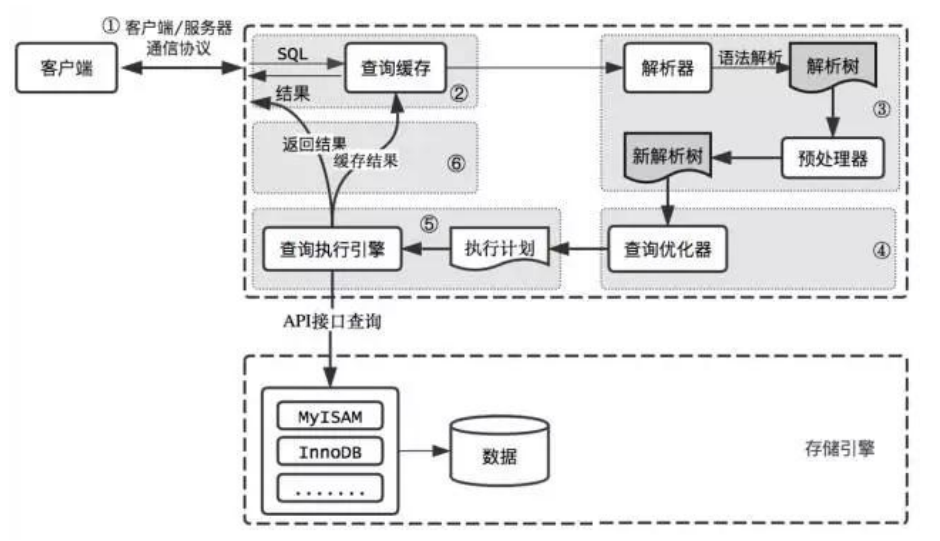 ① 客户端/服务器
通信协议
客户端
SQL
查询缓存
结果
②
解析器
语法解析
解析树
③
返回结果
缓存结果
⑥
新解析树
预处理器
⑤
查询执行引擎
执行计划
查询优化器
④
API接口查询
MyISAM
InnoDB
.......
数据
存储引擎